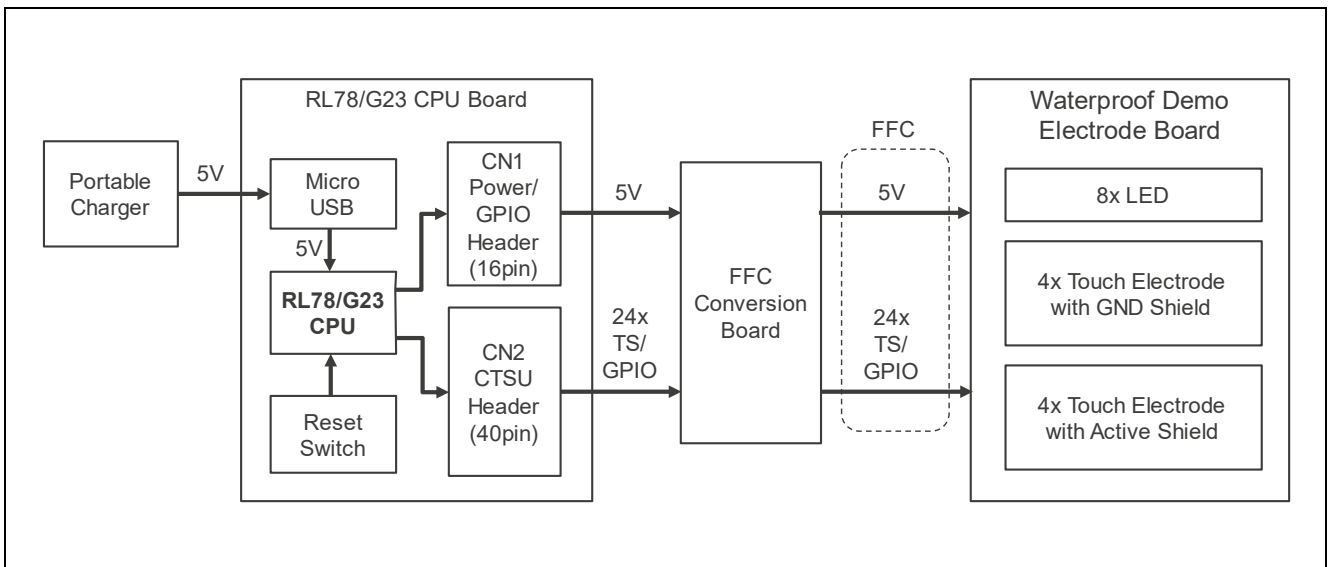 Portable
Charger
5V
RL78/G23 CPU Board
Micro
USB
5V
RL78/G23
CPU
Reset
Switch
CN1
Power/
GPIO
Header
(16pin)
CN2
CTSU
Header
(40pin)
5V
24x
TS/
GPIO
FFC
Conversion
Board
FFC
5V
24x
TS/
GPIO
Waterproof Demo
Electrode Board
8x LED
4x Touch Electrode
with GND Shield
4x Touch Electrode
with Active Shield